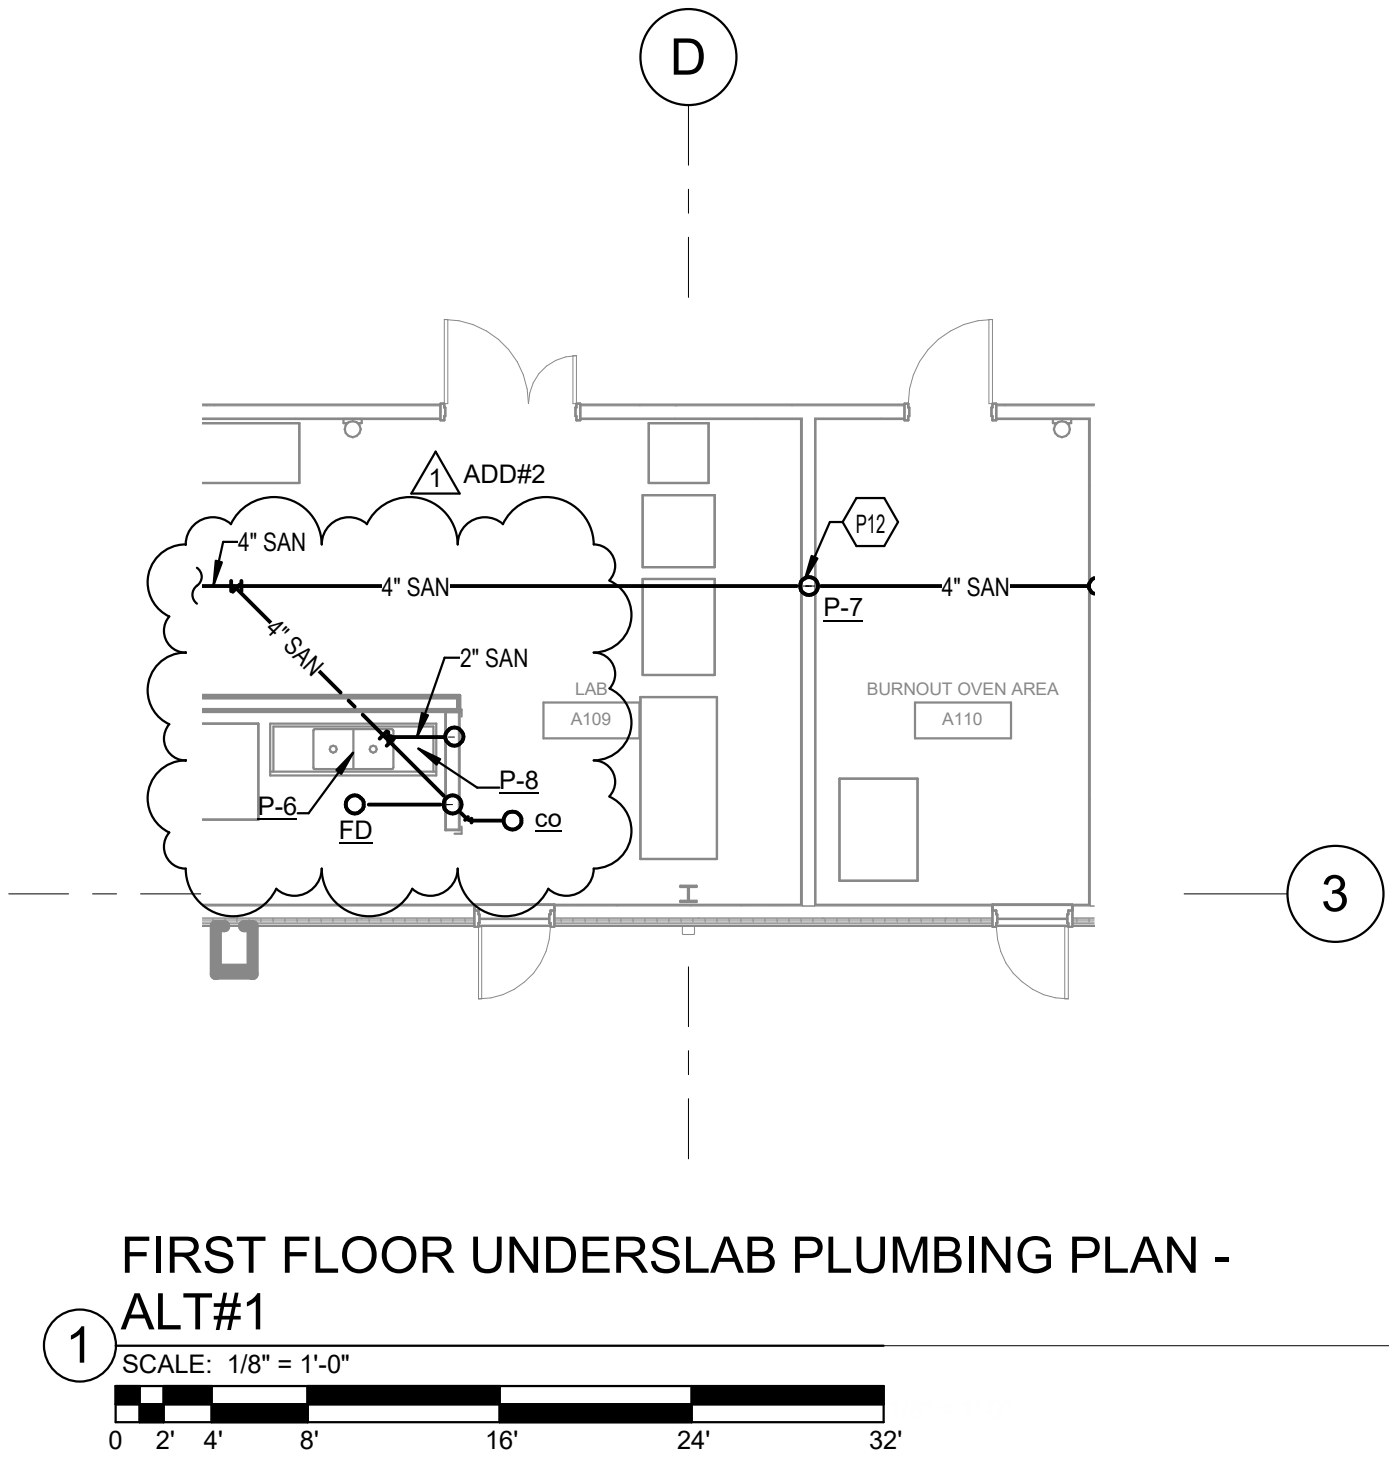 D
1 ADD#2
4" SAN
P12
4" SAN
4" SAN
P-7
4" SAN
2" SAN
LAB
A109
BURNOUT OVEN AREA
A110
P-8
P-6
FD
CO
3
FIRST FLOOR UNDERSLAB PLUMBING PLAN -
ALT#1
1
SCALE: 1/8" = 1'-0"
0 2' 4' 8' 16' 24' 32'